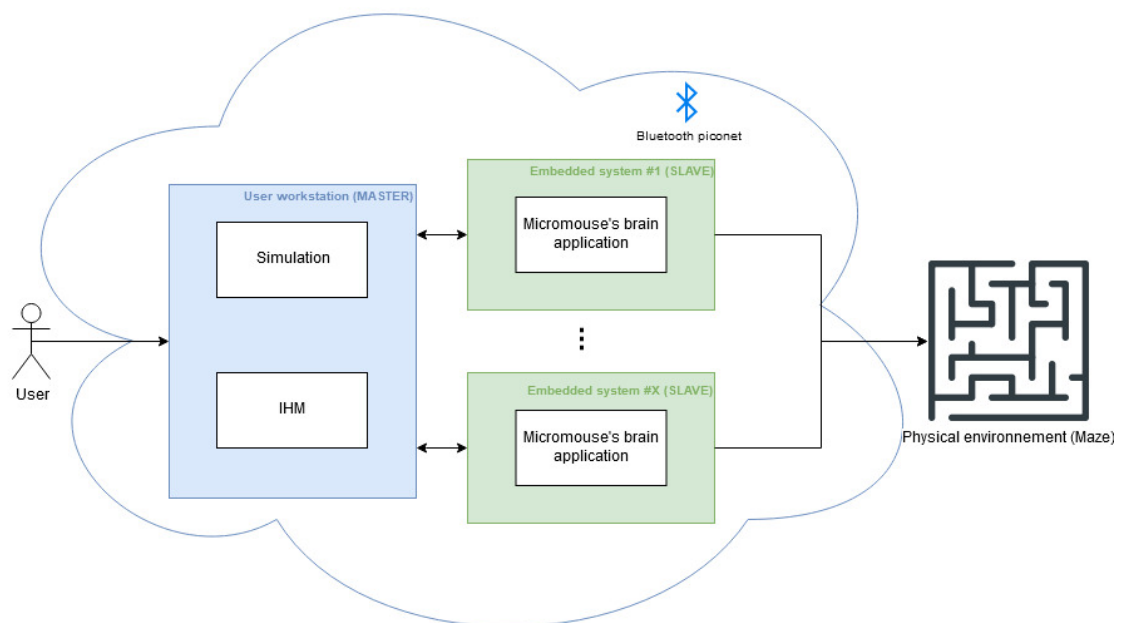 Bluetooth piconet
Embedded system #1 (SLAVE)
User workstation (MASTER)
Micromouse's brain
application
Simulation
Embedded system #X (SLAVE)
User
IHM
Micromouse's brain
application
Physical environnement (Maze)